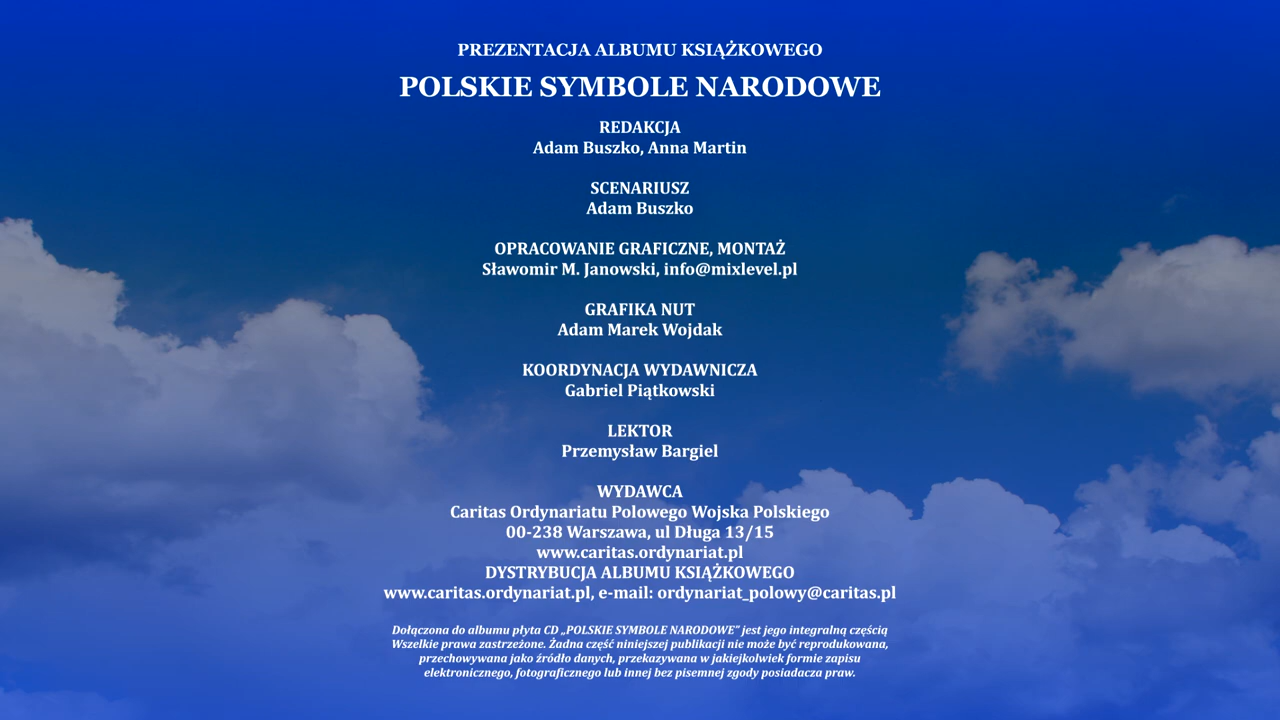 PREZENTACJA ALBUMU KSIĄŻKOWEGO
POLSKIE SYMBOLE NARODOWE
REDAKCJA
Adam Buszko, Anna Martin
SCENARIUSZ
Adam Buszko
OPRACOWANIE GRAFICZNE, MONTAŻ
Sławomir M. Janowski, info@mixlevel.pl
GRAFIKA NUT
Adam Marek Wojdak
KOORDYNACJA WYDAWNICZA
Gabriel Piątkowski
LEKTOR
Przemysław Bargiel
WYDAWCA
Caritas Ordynariatu Polowego Wojska Polskiego
00-238 Warszawa, ul Długa 13/15
www.caritas.ordynariat.pl
DYSTRYBUCJA ALBUMU KSIĄŻKOWEGO
www.caritas.ordynariat.pl, e-mail: ordynariat_polowy@caritas.pl
Dołączona do albumu płyta CD „POLSKIE SYMBOLE NARODOWE” jest jego integralną częścią
Wszelkie prawa zastrzeżone. Żadna część niniejszej publikacji nie może być reprodukowana,
przechowywana jako źródło danych, przekazywana w jakiejkolwiek formie zapisu
elektronicznego, fotograficznego lub innej bez pisemnej zgody posiadacza praw.